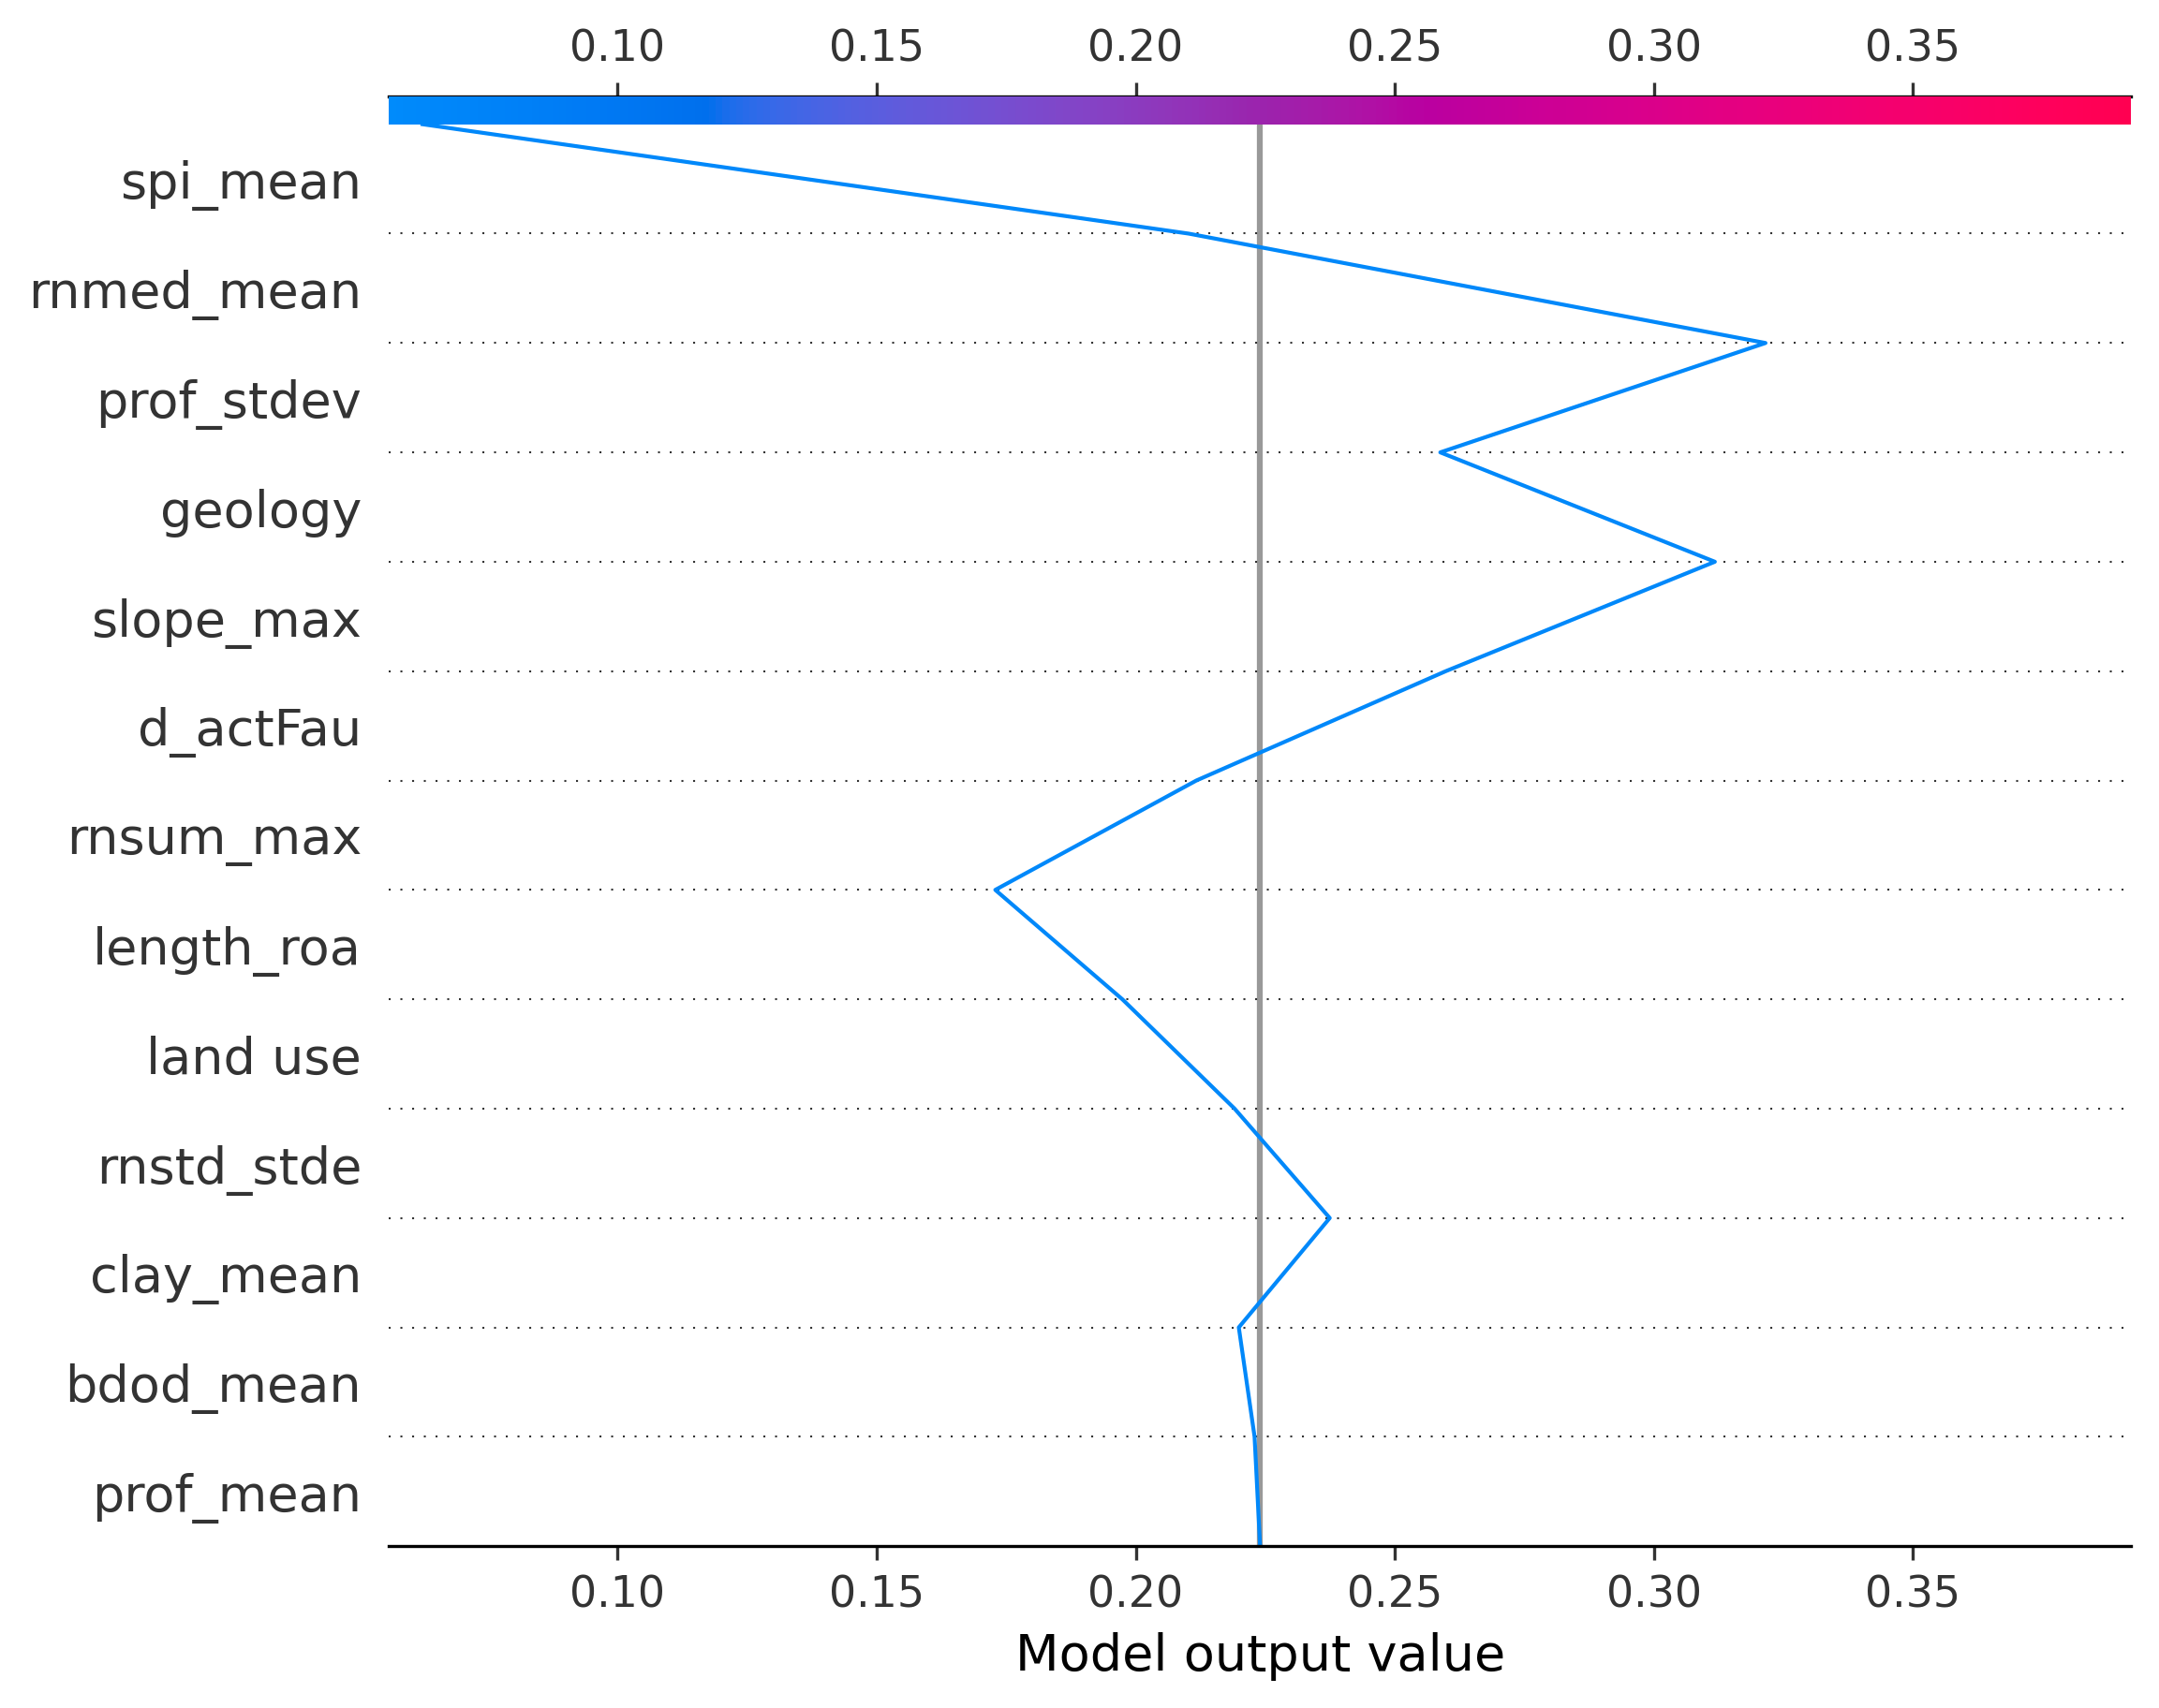 0.10 0.15 0.20 0.25 0.30 0.35
spi_mean
rnmed_mean
prof_stdev
geology
slope_max
d_actFau
rnsum_max
length_roa
land use
rnstd_stde
clay_mean
bdod_mean
prof_mean
0.10 0.15 0.20 0.25 0.30 0.35
Model output value